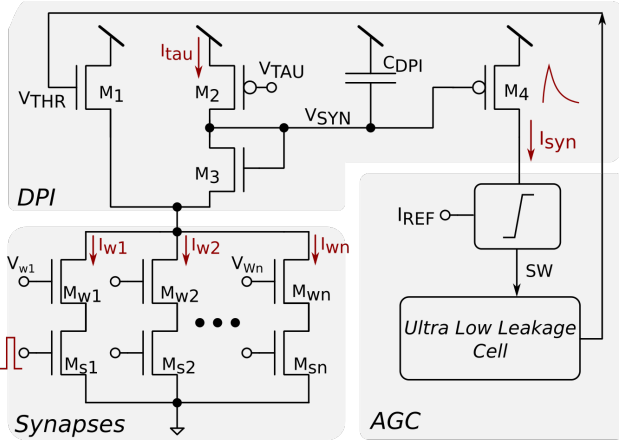 I_tau
V_TAU
C_DPI
V_THR
M_1
M_2
M_4
V_SYN
M_3
I_syn
DPI
I_REF
I_w1
I_w2
I_wn
V_w1
V_Wn
SW
M_w1
M_w2
M_wn
Ultra Low Leakage
Cell
M_s1
M_s2
M_sn
Synapses
AGC